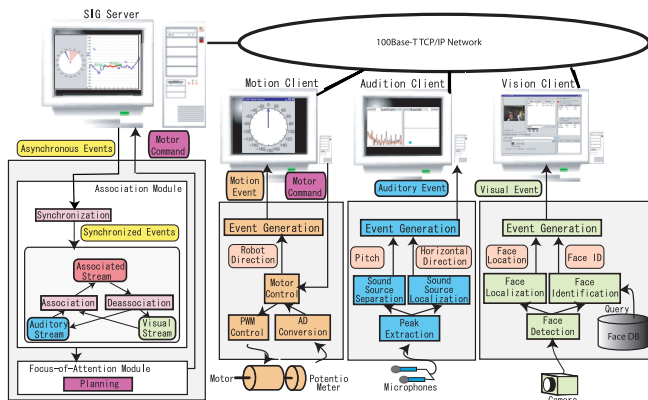 SIG Server
100Base-T TCP/IP Network
Motion Client
Audition Client
Vision Client
Asynchronous Events
Motor
Command
Motion
Event
Motor
Command
Auditory Event
Visual Event
Association Module
Synchronization
Synchronized Events
Associated
Stream
Association
Deassociation
Auditory
Stream
Visual
Stream
Focus-of-Attention Module
Planning
Event Generation
Robot
Direction
Motor
Control
PWM
Control
AD
Conversion
Motor
Potentio
Meter
Event Generation
Pitch
Horizontal
Direction
Sound
Source
Separation
Sound
Source
Localization
Peak
Extraction
Microphones
Event Generation
Face
Location
Face ID
Face
Localization
Face
Identification
Face
Detection
Query
Face DB
Camera